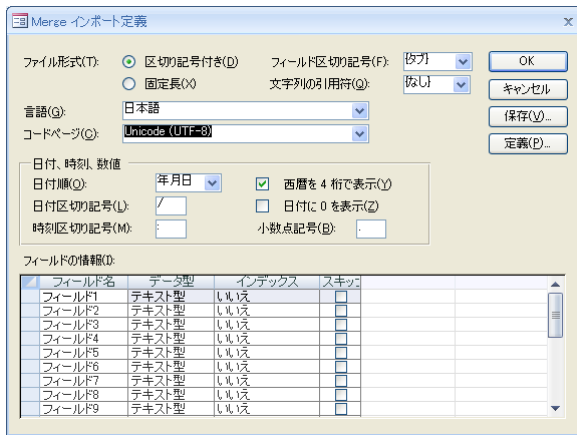 Merge インポート定義
ファイル形式(T): 区切り記号付き(D) フィールド区切り記号(F): {タブ} OK
固定長(X) 文字列の引用符(Q): {なし} キャンセル
言語(G): 日本語 保存(V)...
コードページ(C): Unicode (UTF-8) 定義(P)...
日付、時刻、数値
日付順(O): 年月日 西暦を 4 桁で表示(Y)
日付区切り記号(L): / 日付に 0 を表示(Z)
時刻区切り記号(M): : 小数点記号(B): .
フィールドの情報(I):
フィールド名 データ型 インデックス スキップ
フィールド1 テキスト型 いいえ
フィールド2 テキスト型 いいえ
フィールド3 テキスト型 いいえ
フィールド4 テキスト型 いいえ
フィールド5 テキスト型 いいえ
フィールド6 テキスト型 いいえ
フィールド7 テキスト型 いいえ
フィールド8 テキスト型 いいえ
フィールド9 テキスト型 いいえ